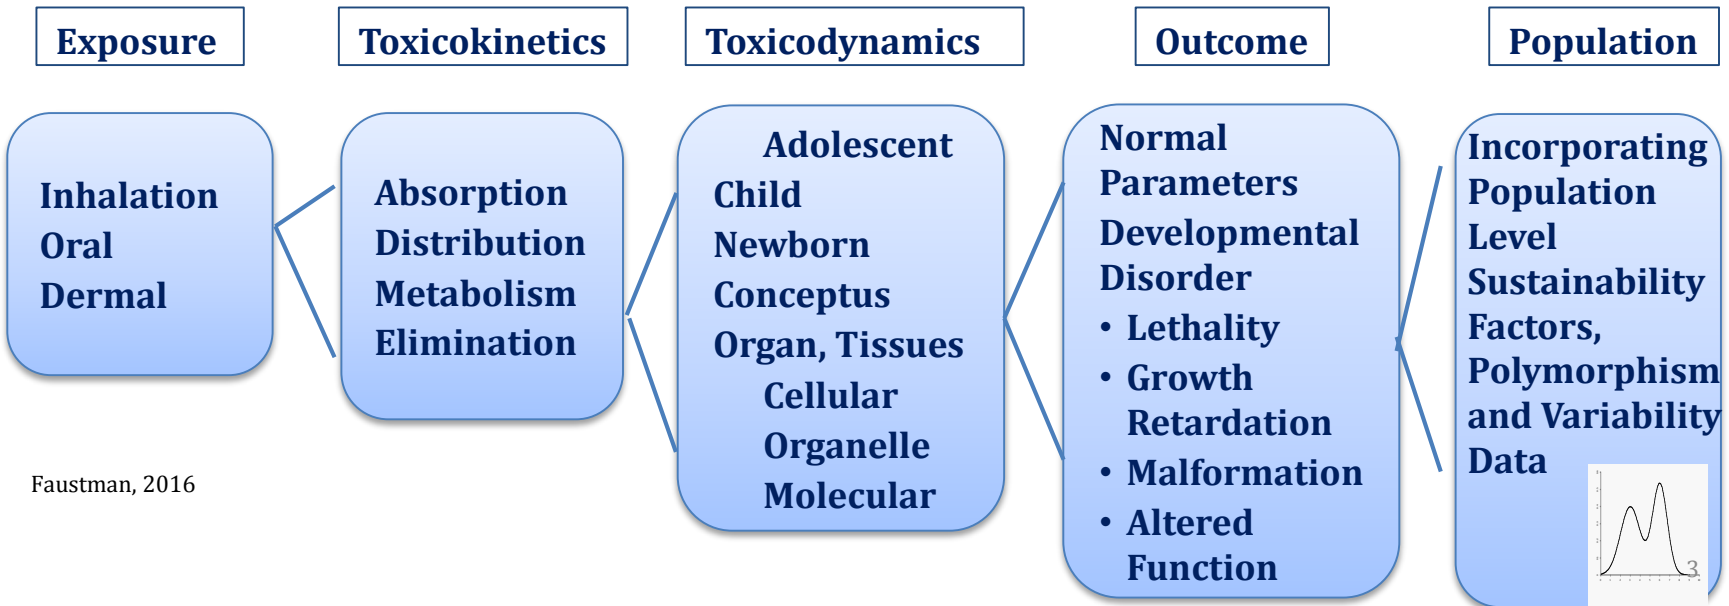 Exposure
Toxicokinetics
Toxicodynamics
Outcome
Population
Inhalation
Oral
Dermal
Absorption
Distribution
Metabolism
Elimination
Adolescent
Child
Newborn
Conceptus
Organ, Tissues
Cellular
Organelle
Molecular
Normal
Parameters
Developmental
Disorder
• Lethality
• Growth
Retardation
• Malformation
• Altered
Function
Incorporating
Population
Level
Sustainability
Factors,
Polymorphism
and Variability
Data
Faustman, 2016
3